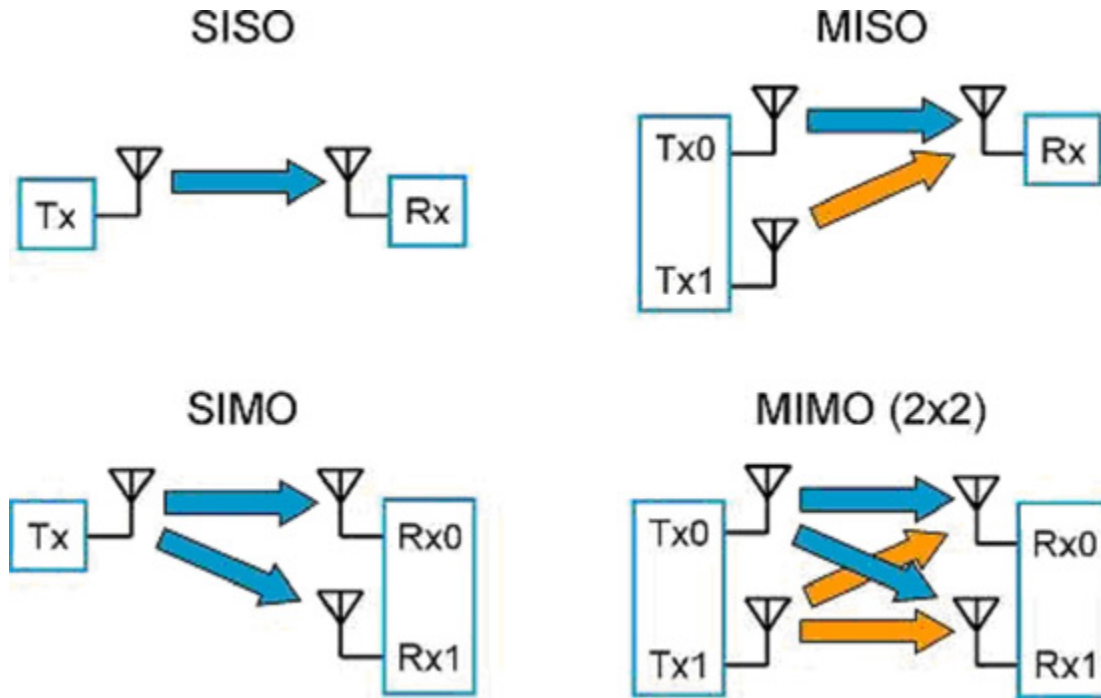 SISO
Tx
Rx
MISO
Tx0
Tx1
Rx
SIMO
Tx
Rx0
Rx1
MIMO (2x2)
Tx0
Tx1
Rx0
Rx1